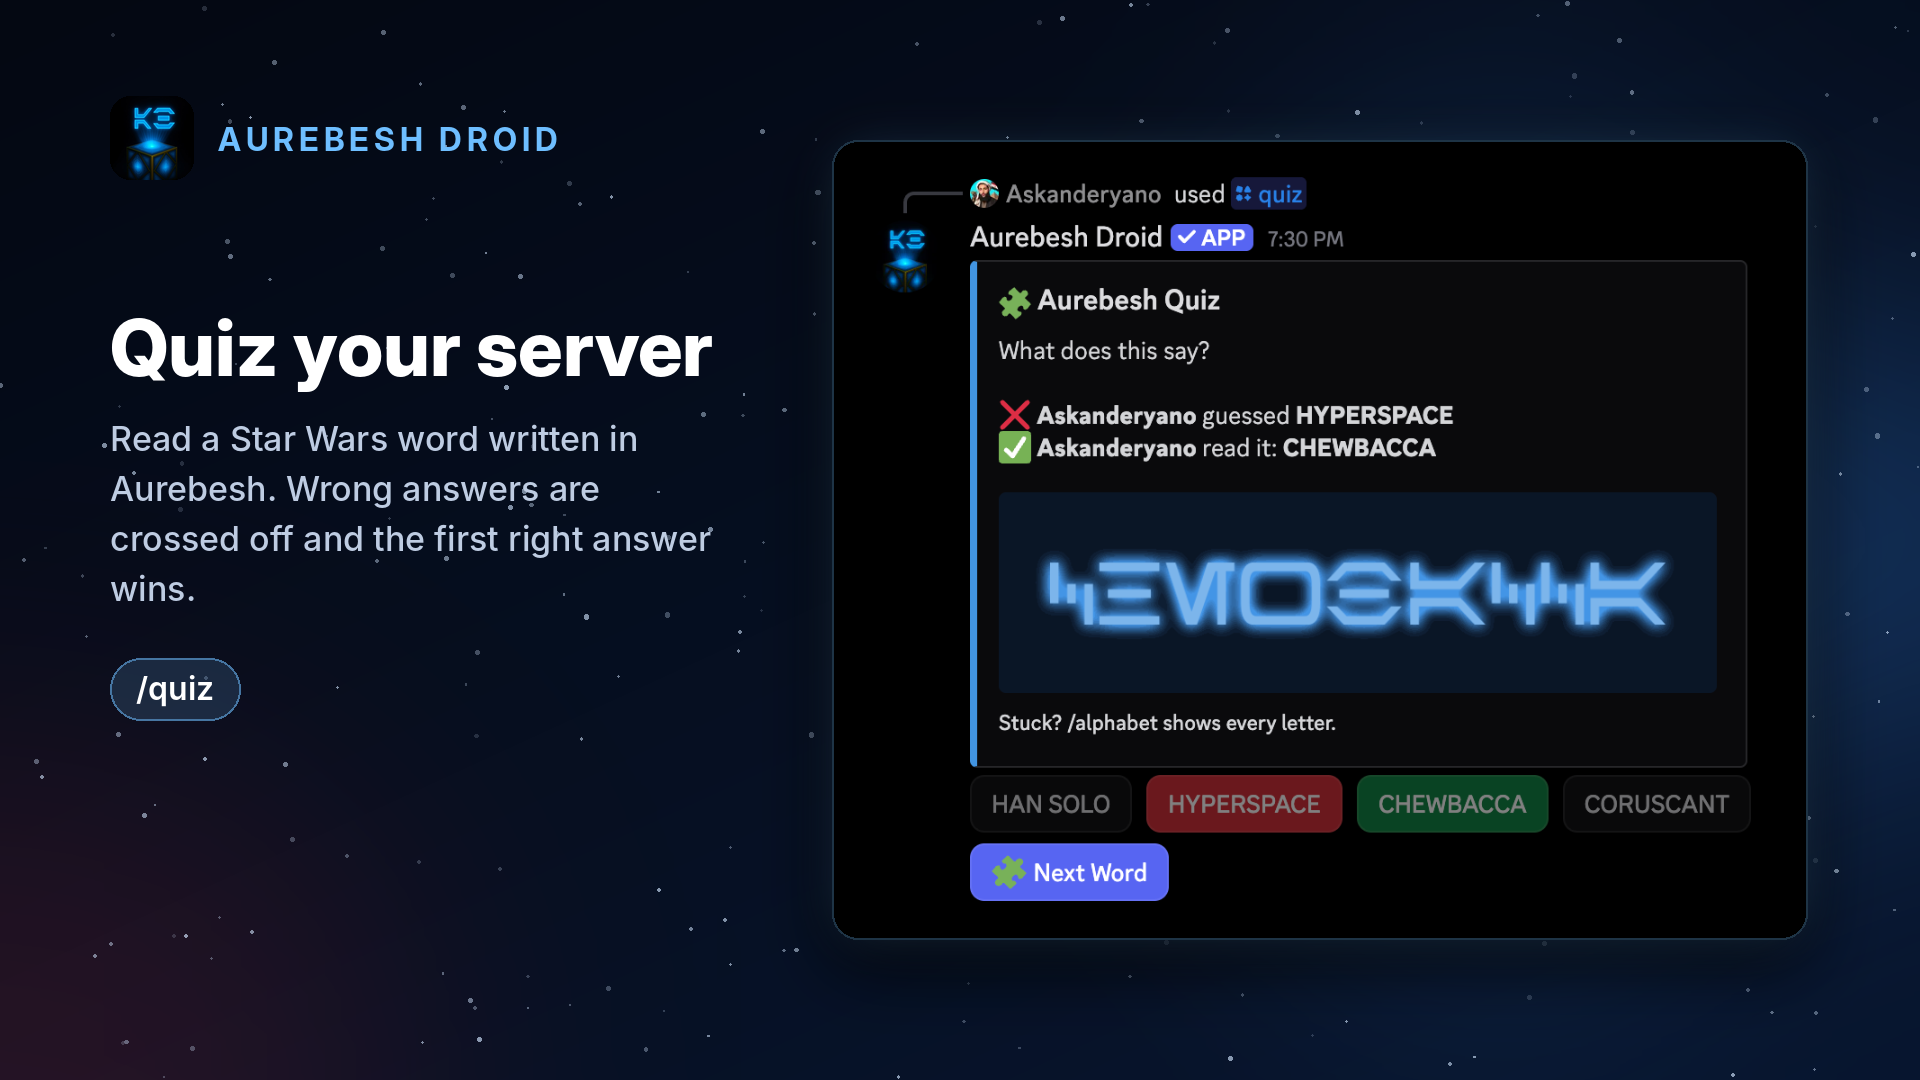 AUREBESH DROID
Quiz your server
Read a Star Wars word written in
Aurebesh. Wrong answers are
crossed off and the first right answer
wins.
/quiz
Askanderyano used quiz
Aurebesh Droid APP 7:30 PM
Aurebesh Quiz
What does this say?
Askanderyano guessed HYPERSPACE
Askanderyano read it: CHEWBACCA
Stuck? /alphabet shows every letter.
HAN SOLO
HYPERSPACE
CHEWBACCA
CORUSCANT
Next Word